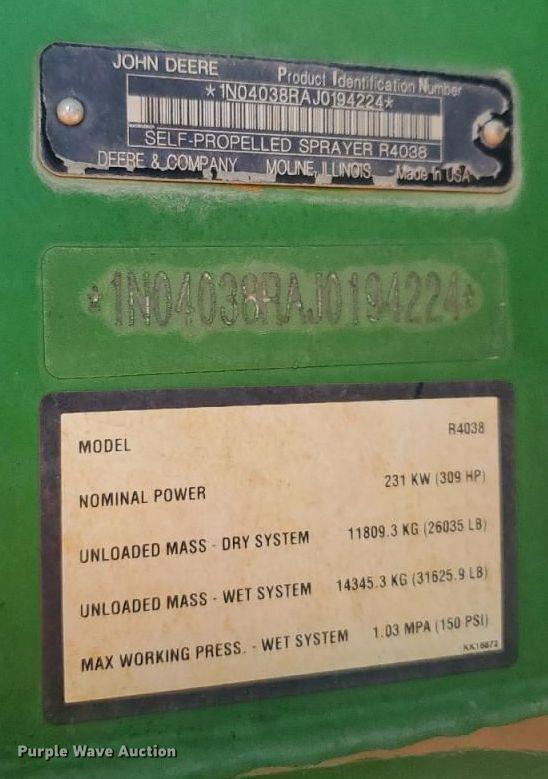 JOHN DEERE Product Identification Number
*1N04038RAJ0194224*
SELF-PROPELLED SPRAYER R4038
DEERE & COMPANY MOLINE, ILLINOIS Made In USA
*1N04038RAJ0194224*
MODEL R4038
NOMINAL POWER 231 KW (309 HP)
UNLOADED MASS - DRY SYSTEM 11809.3 KG (26035 LB)
UNLOADED MASS - WET SYSTEM 14345.3 KG (31625.9 LB)
MAX WORKING PRESS. - WET SYSTEM 1.03 MPA (150 PSI)
KK16872
Purple Wave Auction